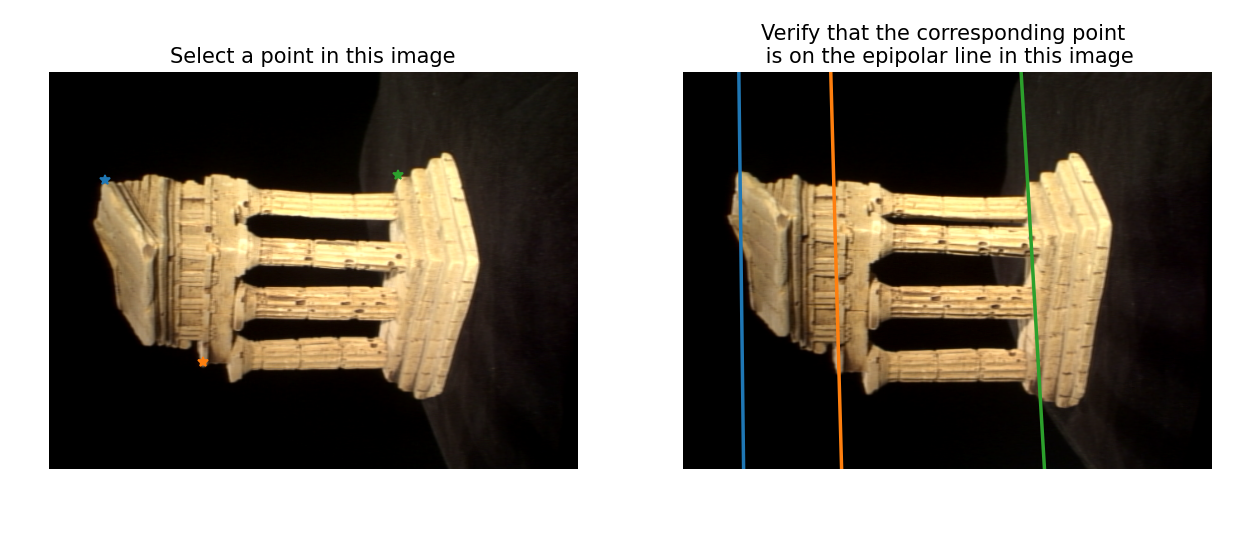 Select a point in this image
Verify that the corresponding point
is on the epipolar line in this image